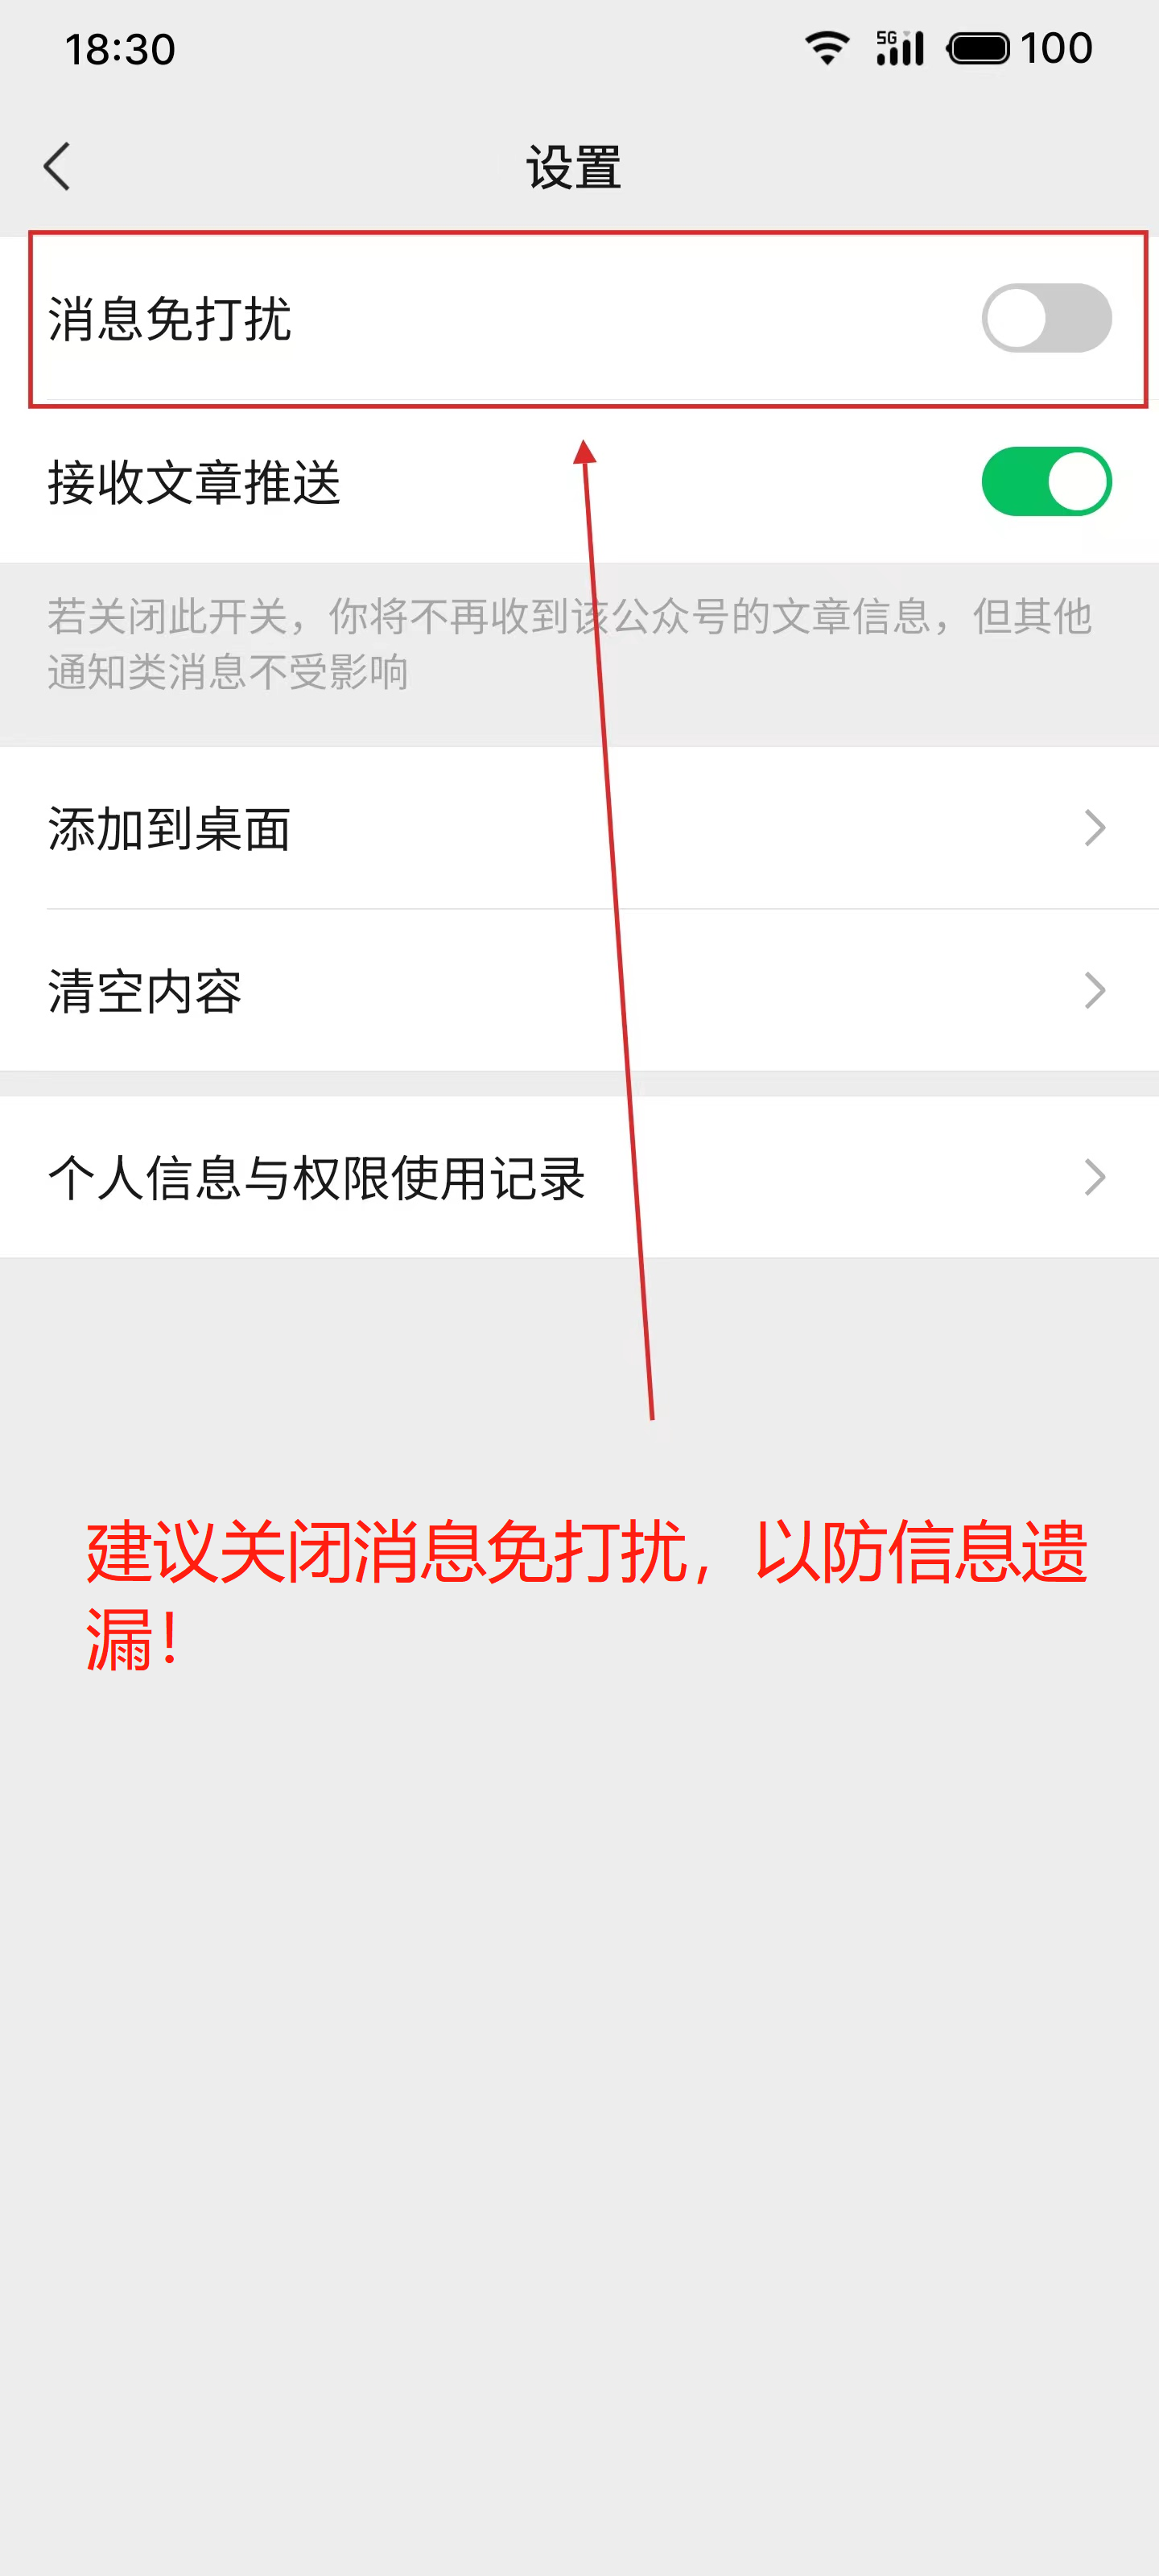 18:30 5G 100
设置
消息免打扰
接收文章推送
若关闭此开关，你将不再收到该公众号的文章信息，但其他
通知类消息不受影响
添加到桌面
清空内容
个人信息与权限使用记录
建议关闭消息免打扰，以防信息遗
漏！